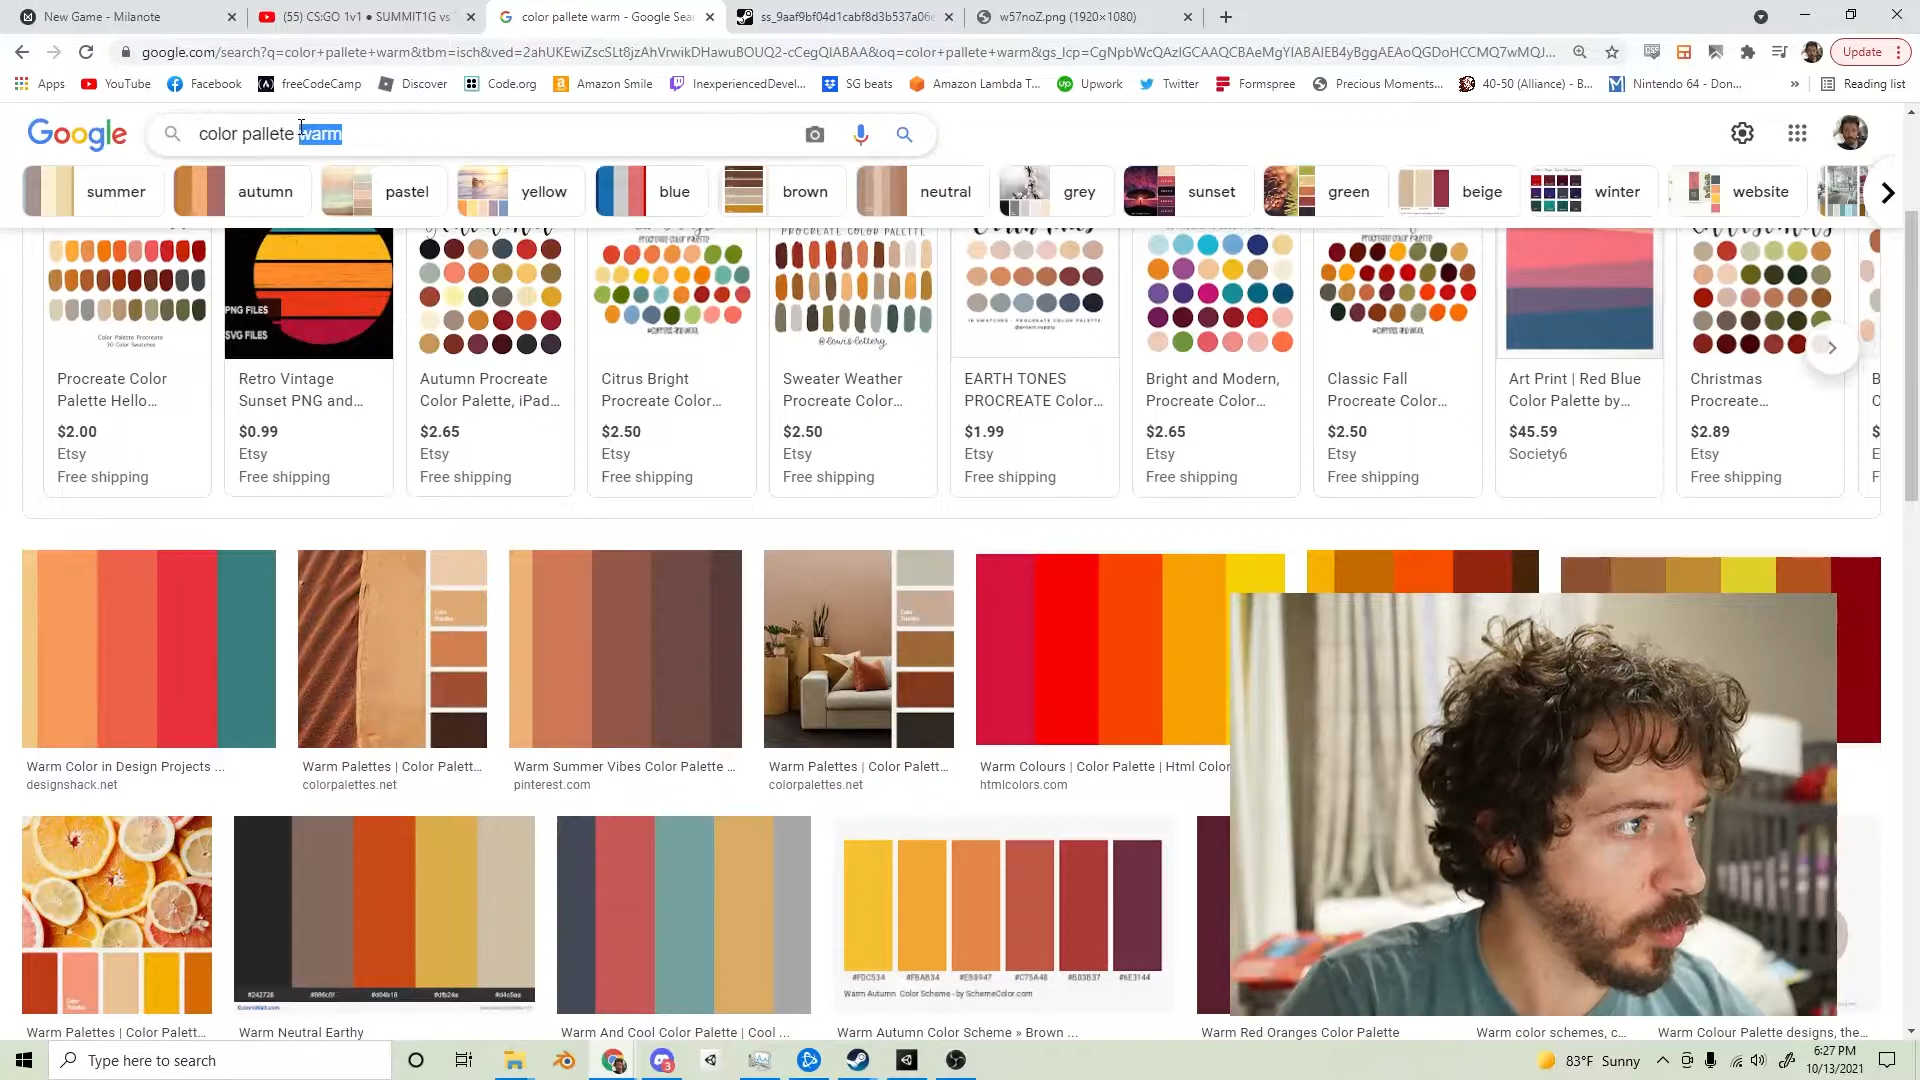 New Game - Milanote
(55) CS:GO 1v1 ● SUMMIT1G vs
color pallete warm - Google Sea
ss_9aaf9bf04d1cabf8d3b537a06
w57noZ.png (1920×1080)
Update
Apps
YouTube
Facebook
freeCodeCamp
Discover
Code.org
Amazon Smile
InexperiencedDevel...
SG beats
Amazon Lambda T...
Upwork
Twitter
Formspree
Precious Moments...
40-50 (Alliance) - B...
Nintendo 64 - Don...
»
Reading list
Google
color pallete warm
summer
autumn
pastel
yellow
blue
brown
neutral
grey
sunset
green
beige
winter
website
PNG FILES
SVG FILES
Color Palette Procreate
@lewislettery
Procreate Color
Palette Hello...
$2.00
Etsy
Free shipping
Retro Vintage
Sunset PNG and...
$0.99
Etsy
Free shipping
Autumn Procreate
Color Palette, iPad...
$2.65
Etsy
Free shipping
Citrus Bright
Procreate Color...
$2.50
Etsy
Free shipping
Sweater Weather
Procreate Color...
$2.50
Etsy
Free shipping
EARTH TONES
PROCREATE Color...
$1.99
Etsy
Free shipping
Bright and Modern,
Procreate Color...
$2.65
Etsy
Free shipping
Classic Fall
Procreate Color...
$2.50
Etsy
Free shipping
Art Print | Red Blue
Color Palette by...
$45.59
Society6
Christmas
Procreate...
$2.89
Etsy
Free shipping
Warm Color in Design Projects ...
designshack.net
Warm Palettes | Color Palett...
colorpalettes.net
Warm Summer Vibes Color Palette ...
pinterest.com
Warm Palettes | Color Palett...
colorpalettes.net
Warm Colours | Color Palette | Html Color
htmlcolors.com
#FDC534
#FBAB34
#EB8947
#C75A48
#B03B37
#6E3144
Warm Autumn Color Scheme - by SchemeColor.com
Warm Palettes | Color Palett...
Warm Neutral Earthy
Warm And Cool Color Palette | Cool ...
Warm Autumn Color Scheme » Brown ...
Warm Red Oranges Color Palette
Warm color schemes, c...
Warm Colour Palette designs, the...
Type here to search
83°F Sunny
6:27 PM
10/13/2021